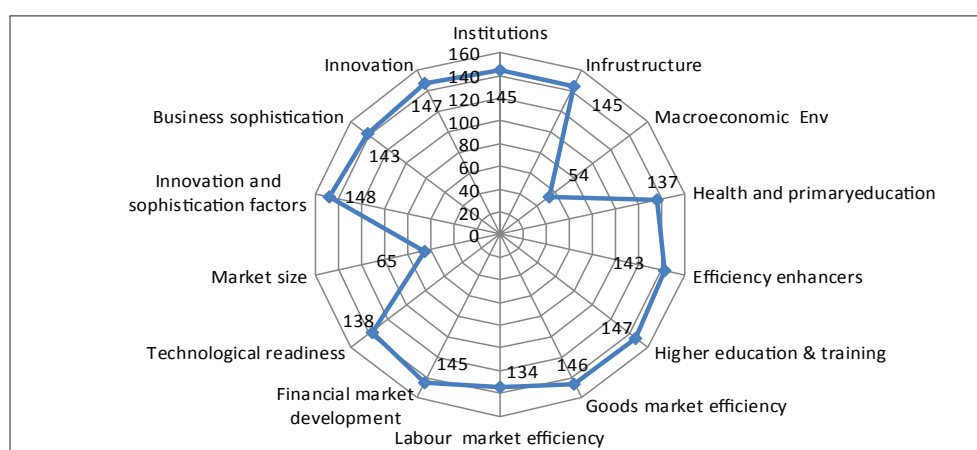 Institutions
160
Innovation
Infrustructure
140
147
120
145
145
Business sophistication
Macroeconomic  Env
100
143
80
54
Innovation and
sophistication factors
148
60
137
Health and primaryeducation
40
20
0
Market size
65
143
Efficiency enhancers
138
147
Technological readiness
Higher education & training
145
134
146
Financial market
development
Goods market efficiency
Labour  market efficiency